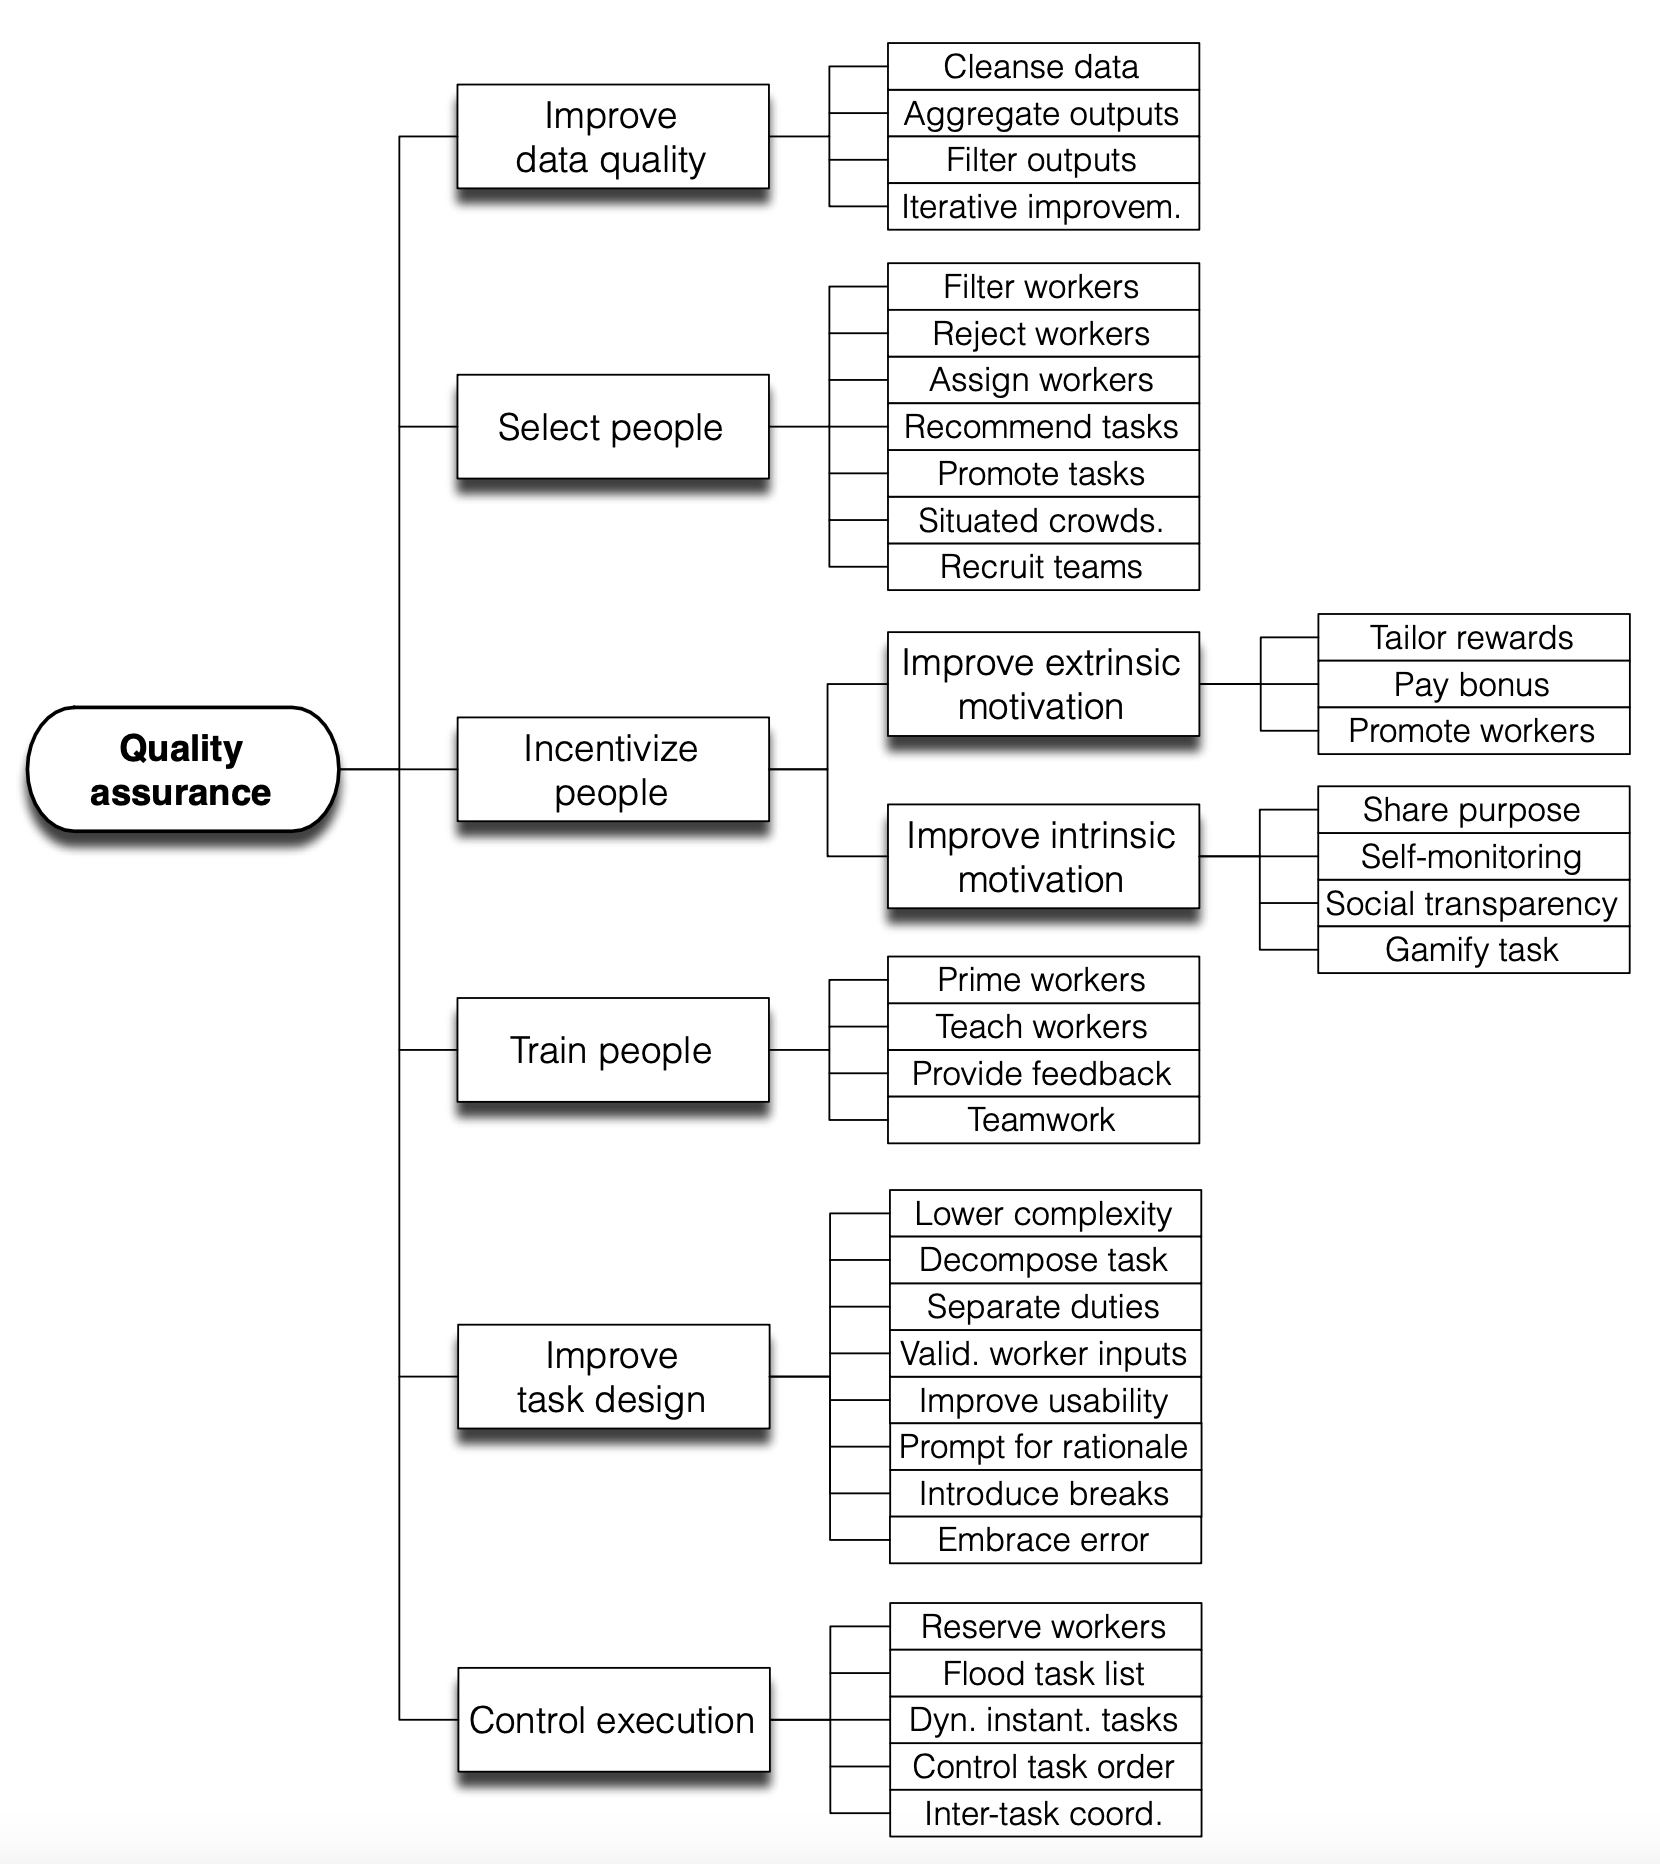 Quality
assurance
Improve
data quality
Cleanse data
Aggregate outputs
Filter outputs
Iterative improvem.
Select people
Filter workers
Reject workers
Assign workers
Recommend tasks
Promote tasks
Situated crowds.
Recruit teams
Incentivize
people
Improve extrinsic
motivation
Tailor rewards
Pay bonus
Promote workers
Improve intrinsic
motivation
Share purpose
Self-monitoring
Social transparency
Gamify task
Train people
Prime workers
Teach workers
Provide feedback
Teamwork
Improve
task design
Lower complexity
Decompose task
Separate duties
Valid. worker inputs
Improve usability
Prompt for rationale
Introduce breaks
Embrace error
Control execution
Reserve workers
Flood task list
Dyn. instant. tasks
Control task order
Inter-task coord.